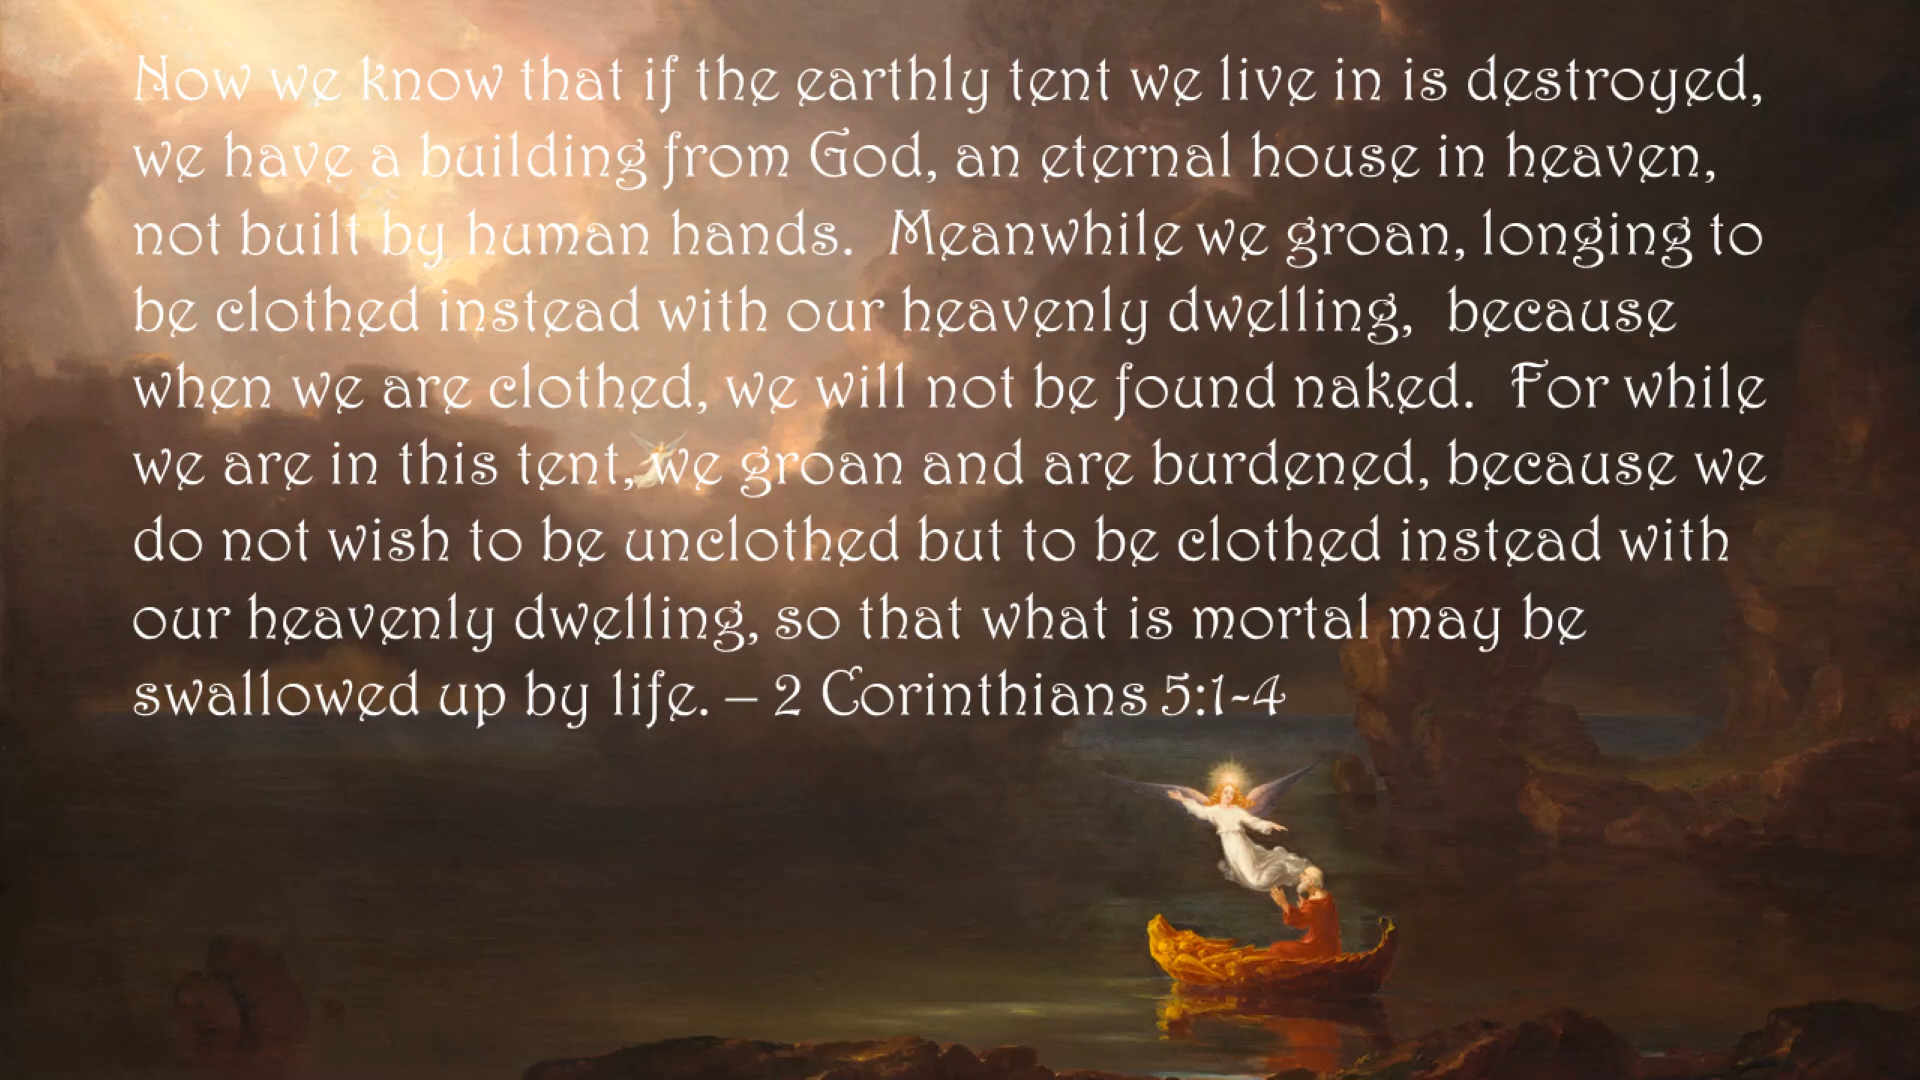 Now we know that if the earthly tent we live in is destroyed,
we have a building from God, an eternal house in heaven,
not built by human hands.  Meanwhile we groan, longing to
be clothed instead with our heavenly dwelling,  because
when we are clothed, we will not be found naked.  For while
we are in this tent, we groan and are burdened, because we
do not wish to be unclothed but to be clothed instead with
our heavenly dwelling, so that what is mortal may be
swallowed up by life. – 2 Corinthians 5:1-4